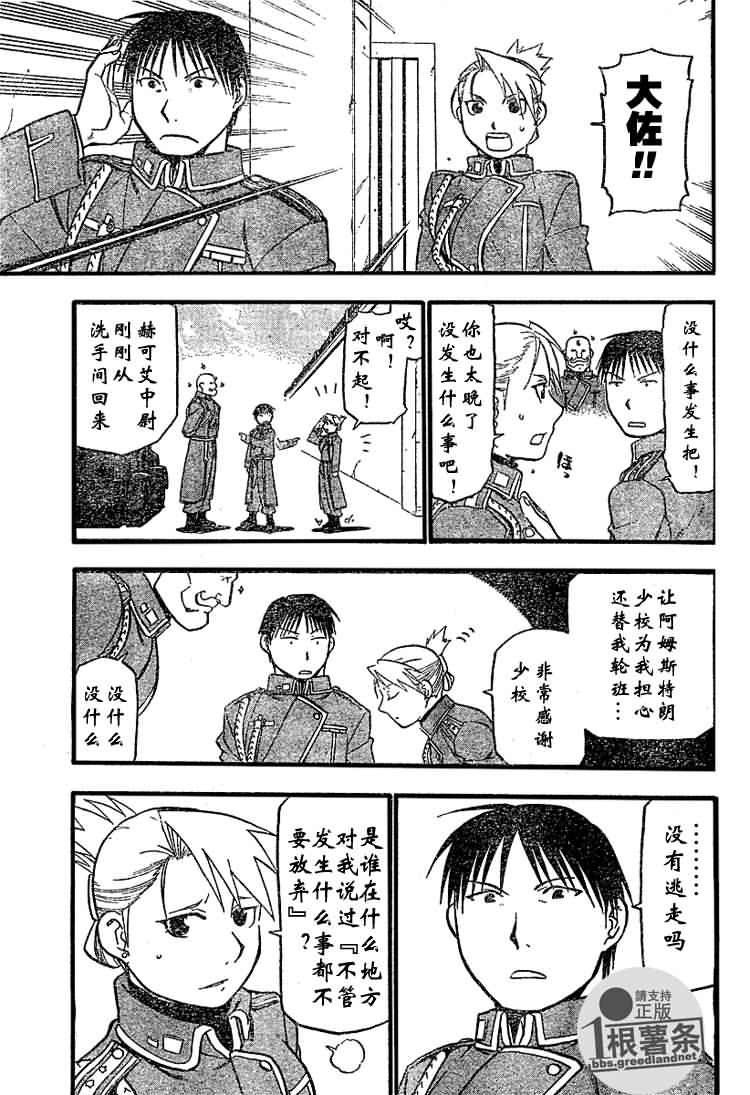 大佐!!
没什么事发生把！
你也太晚了
没发生什么事吧！
ほっ
哎？
啊！
对不起！
赫可艾中尉
刚刚从
洗手间回来
让阿姆斯特朗
少校为我担心
还替我轮班…
非常感谢
少校
没什么
没什么
………
没有逃走吗
是谁在什么地方
对我说过『不管
发生什么事都不
要放弃』？
請支持
正版
1根薯条
bbs.greedland.net